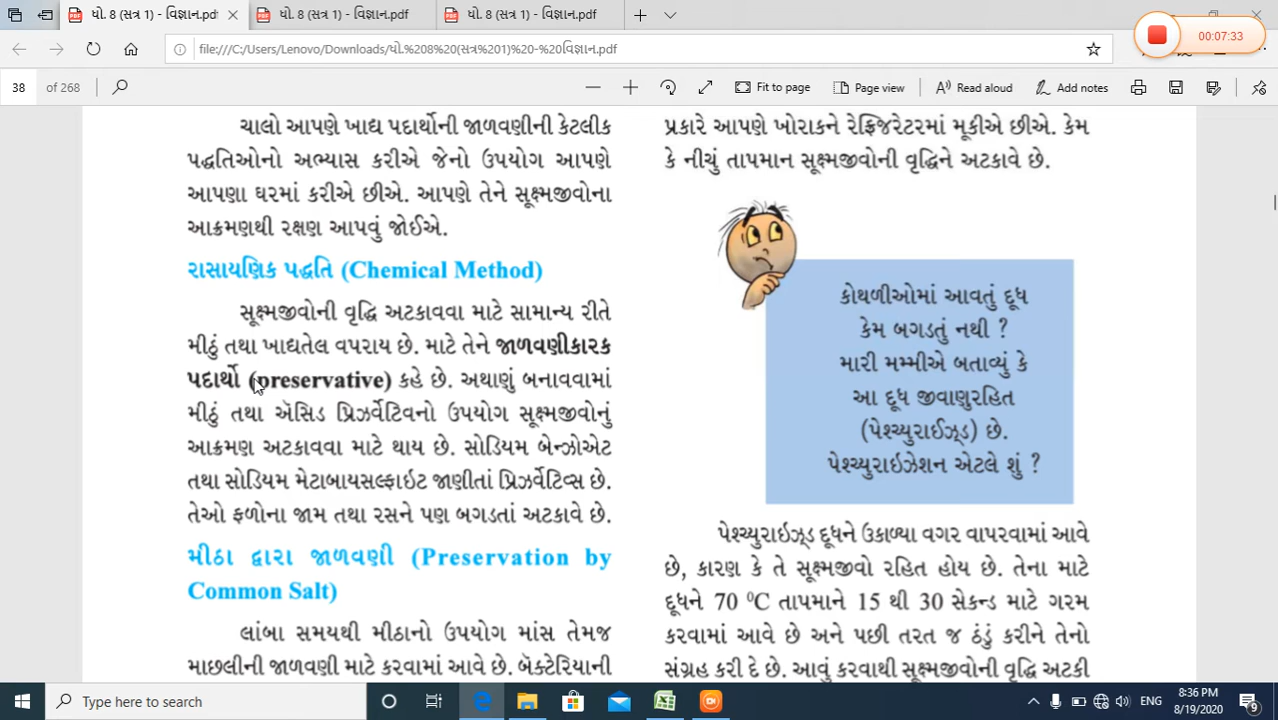 ધો. 8 (સત્ર 1) - વિજ્ઞાન.pdf
ધો. 8 (સત્ર 1) - વિજ્ઞાન.pdf
ધો. 8 (સત્ર 1) - વિજ્ઞાન.pdf
file:///C:/Users/Lenovo/Downloads/ધો.%208%20(સત્ર%201)%20-%20વિજ્ઞાન.pdf
00:07:33
38 of 268
Fit to page
Page view
Read aloud
Add notes
ચાલો આપણે ખાદ્ય પદાર્થોની જાળવણીની કેટલીક
પદ્ધતિઓનો અભ્યાસ કરીએ જેનો ઉપયોગ આપણે
આપણા ઘરમાં કરીએ છીએ. આપણે તેને સૂક્ષ્મજીવોના
આક્રમણથી રક્ષણ આપવું જોઈએ.
રાસાયણિક પદ્ધતિ (Chemical Method)
સૂક્ષ્મજીવોની વૃદ્ધિ અટકાવવા માટે સામાન્ય રીતે
મીઠું તથા ખાદ્યતેલ વપરાય છે. માટે તેને જાળવણીકારક
પદાર્થો (preservative) કહે છે. અથાણું બનાવવામાં
મીઠું તથા ઍસિડ પ્રિઝર્વેટિવનો ઉપયોગ સૂક્ષ્મજીવોનું
આક્રમણ અટકાવવા માટે થાય છે. સોડિયમ બેન્ઝોએટ
તથા સોડિયમ મેટાબાયસલ્ફાઇટ જાણીતાં પ્રિઝર્વેટિવ્સ છે.
તેઓ ફળોના જામ તથા રસને પણ બગડતાં અટકાવે છે.
મીઠા દ્વારા જાળવણી (Preservation by
Common Salt)
લાંબા સમયથી મીઠાનો ઉપયોગ માંસ તેમજ
માછલીની જાળવણી માટે કરવામાં આવે છે. બૅક્ટેરિયાની
પ્રકારે આપણે ખોરાકને રેફ્રિજરેટરમાં મૂકીએ છીએ. કેમ
કે નીચું તાપમાન સૂક્ષ્મજીવોની વૃદ્ધિને અટકાવે છે.
કોથળીઓમાં આવતું દૂધ
કેમ બગડતું નથી ?
મારી મમ્મીએ બતાવ્યું કે
આ દૂધ જીવાણુરહિત
(પેશ્ચ્યુરાઈઝ્ડ) છે.
પેશ્ચ્યુરાઇઝેશન એટલે શું ?
પેશ્ચ્યુરાઇઝ્ડ દૂધને ઉકાળ્યા વગર વાપરવામાં આવે
છે, કારણ કે તે સૂક્ષ્મજીવો રહિત હોય છે. તેના માટે
દૂધને 70 ⁰C તાપમાને 15 થી 30 સેકન્ડ માટે ગરમ
કરવામાં આવે છે અને પછી તરત જ ઠંડું કરીને તેનો
સંગ્રહ કરી દે છે. આવું કરવાથી સૂક્ષ્મજીવોની વૃદ્ધિ અટકી
Type here to search
ENG
8:36 PM
8/19/2020
9